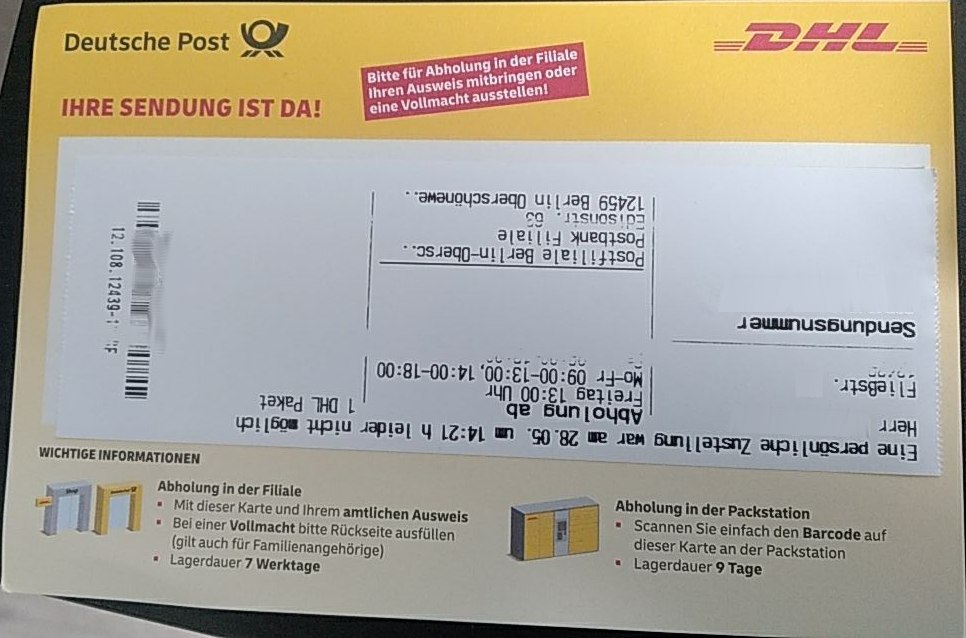 Deutsche Post
DHL
Bitte für Abholung in der Filiale
Ihren Ausweis mitbringen oder
eine Vollmacht ausstellen!
IHRE SENDUNG IST DA!
Eine persönliche Zustellung war am 28.05. um 14:21 h leider nicht möglich
Herr
1 DHL Paket
Fließstr.
Abholung ab
Freitag 13:00 Uhr
Mo-Fr 09:00-13:00, 14:00-18:00
Sendungsnummer
Postfiliale Berlin-Obersc..
Postbank Filiale
Edisonstr. 63
12459 Berlin Oberschönewe..
12.108.12439-1
WICHTIGE INFORMATIONEN
Shop
Abholung in der Filiale
Mit dieser Karte und Ihrem amtlichen Ausweis
Bei einer Vollmacht bitte Rückseite ausfüllen
(gilt auch für Familienangehörige)
Lagerdauer 7 Werktage
Abholung in der Packstation
Scannen Sie einfach den Barcode auf
dieser Karte an der Packstation
Lagerdauer 9 Tage